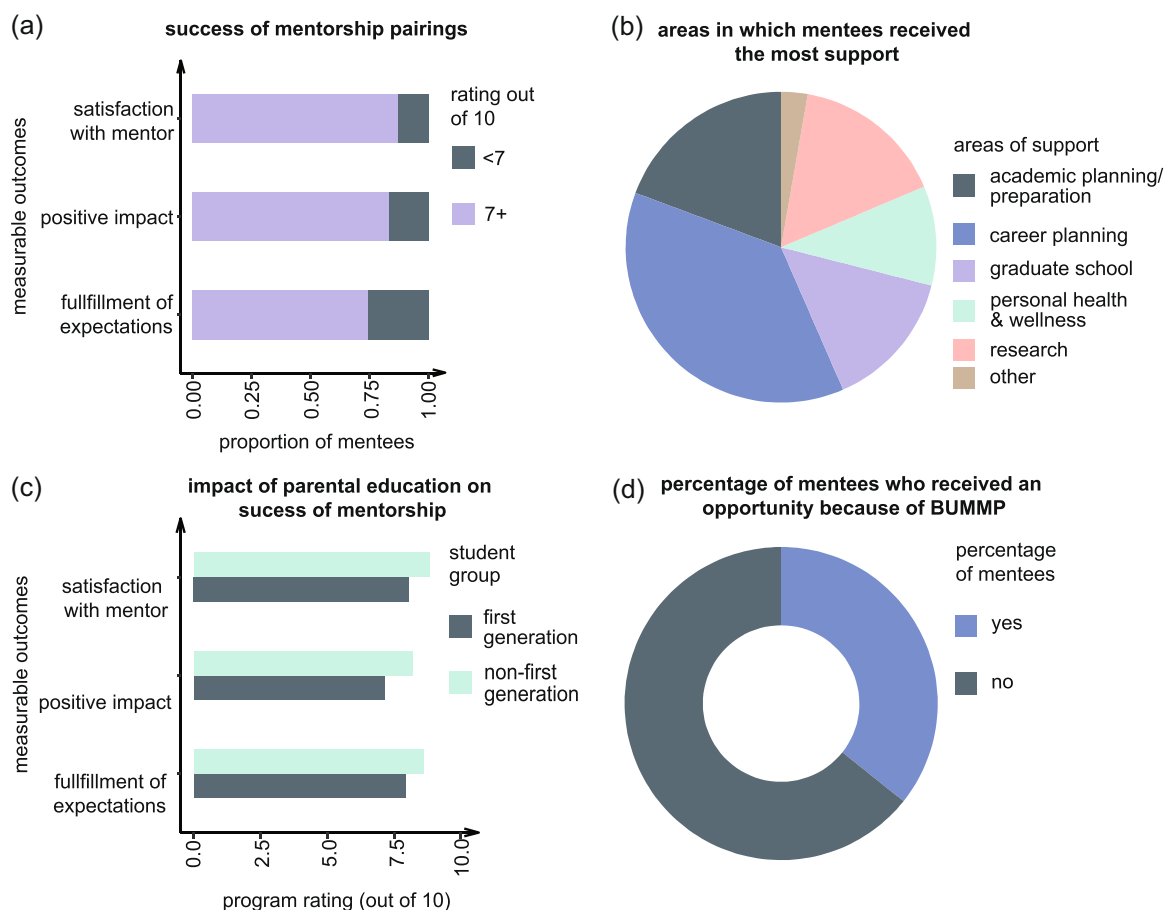 (a)
success of mentorship pairings
measurable outcomes
satisfaction
with mentor
positive impact
fullfillment of
expectations
0.00
0.25
0.50
0.75
1.00
proportion of mentees
rating out
of 10
<7
7+
(b)
areas in which mentees received
the most support
areas of support
academic planning/
preparation
career planning
graduate school
personal health
& wellness
research
other
(c)
impact of parental education on
sucess of mentorship
measurable outcomes
satisfaction
with mentor
positive impact
fullfillment of
expectations
0.0
2.5
5.0
7.5
10.0
program rating (out of 10)
student
group
first
generation
non-first
generation
(d)
percentage of mentees who received an
opportunity because of BUMMP
percentage
of mentees
yes
no